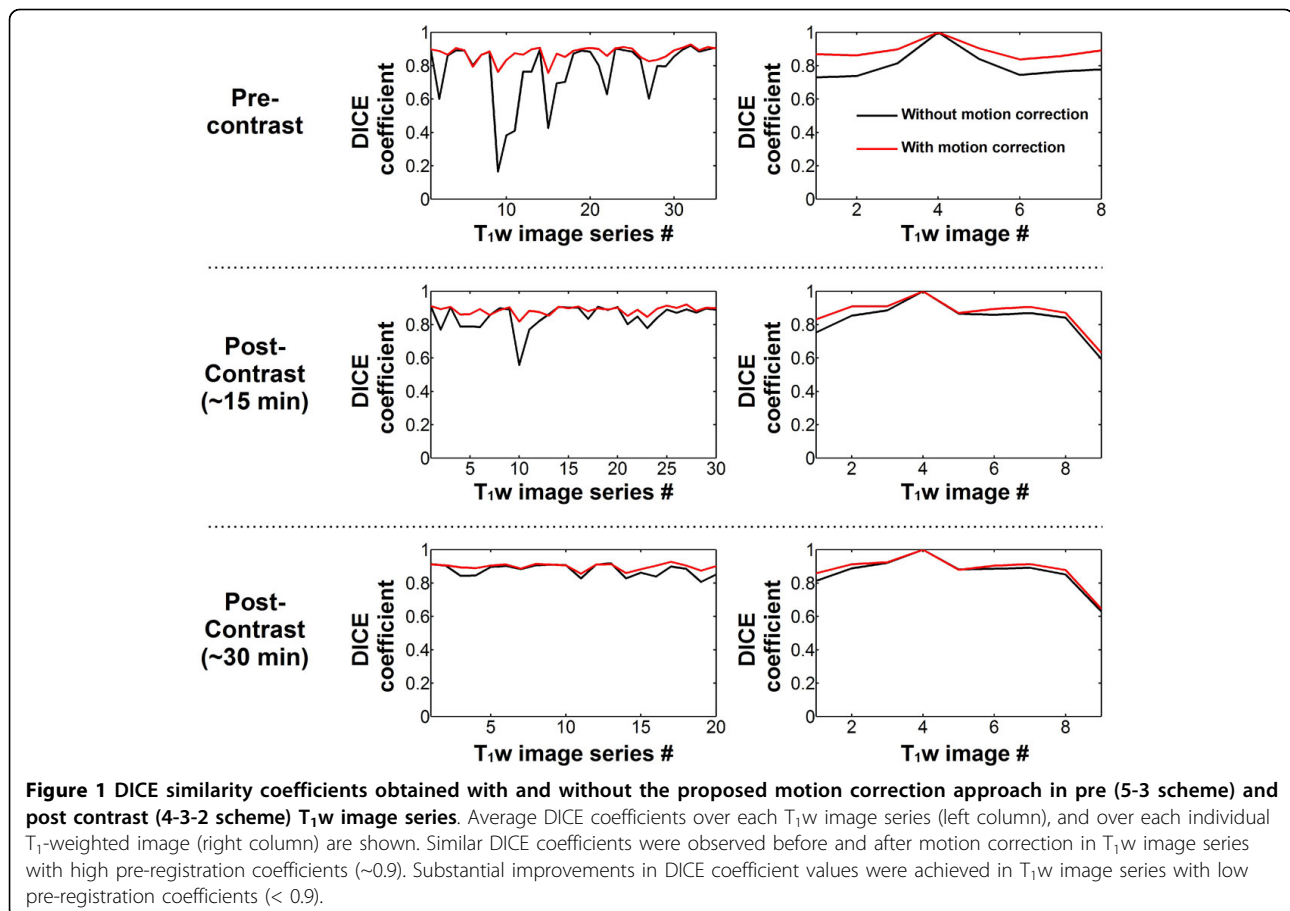 Pre-
contrast
DICE
coefficient
1
0.8
0.6
0.4
0.2
0
10
20
30
T₁w image series #
DICE
coefficient
1
0.8
0.6
0.4
0.2
0
2
4
6
8
T₁w image #
Without motion correction
With motion correction
Post-
Contrast
(~15 min)
DICE
coefficient
1
0.8
0.6
0.4
0.2
0
5
10
15
20
25
30
T₁w image series #
DICE
coefficient
1
0.8
0.6
0.4
0.2
0
2
4
6
8
T₁w image #
Post-
Contrast
(~30 min)
DICE
coefficient
1
0.8
0.6
0.4
0.2
0
5
10
15
20
T₁w image series #
DICE
coefficient
1
0.8
0.6
0.4
0.2
0
2
4
6
8
T₁w image #
Figure 1 DICE similarity coefficients obtained with and without the proposed motion correction approach in pre (5-3 scheme) and
post contrast (4-3-2 scheme) T₁w image series. Average DICE coefficients over each T₁w image series (left column), and over each individual
T₁-weighted image (right column) are shown. Similar DICE coefficients were observed before and after motion correction in T₁w image series
with high pre-registration coefficients (~0.9). Substantial improvements in DICE coefficient values were achieved in T₁w image series with low
pre-registration coefficients (< 0.9).